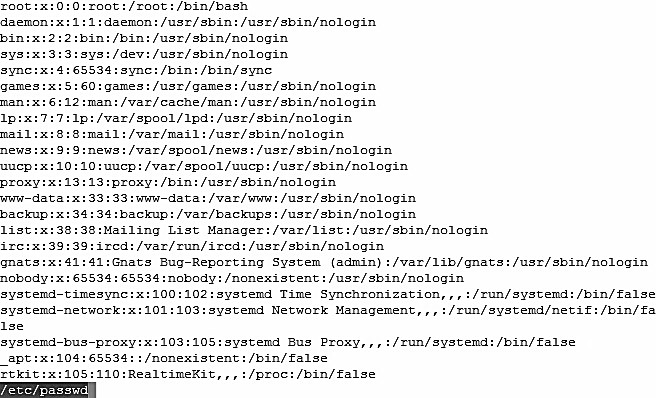 root:x:0:0:root:/root:/bin/bash
daemon:x:1:1:daemon:/usr/sbin:/usr/sbin/nologin
bin:x:2:2:bin:/bin:/usr/sbin/nologin
sys:x:3:3:sys:/dev:/usr/sbin/nologin
sync:x:4:65534:sync:/bin:/bin/sync
games:x:5:60:games:/usr/games:/usr/sbin/nologin
man:x:6:12:man:/var/cache/man:/usr/sbin/nologin
lp:x:7:7:lp:/var/spool/lpd:/usr/sbin/nologin
mail:x:8:8:mail:/var/mail:/usr/sbin/nologin
news:x:9:9:news:/var/spool/news:/usr/sbin/nologin
uucp:x:10:10:uucp:/var/spool/uucp:/usr/sbin/nologin
proxy:x:13:13:proxy:/bin:/usr/sbin/nologin
www-data:x:33:33:www-data:/var/www:/usr/sbin/nologin
backup:x:34:34:backup:/var/backups:/usr/sbin/nologin
list:x:38:38:Mailing List Manager:/var/list:/usr/sbin/nologin
irc:x:39:39:ircd:/var/run/ircd:/usr/sbin/nologin
gnats:x:41:41:Gnats Bug-Reporting System (admin):/var/lib/gnats:/usr/sbin/nologin
nobody:x:65534:65534:nobody:/nonexistent:/usr/sbin/nologin
systemd-timesync:x:100:102:systemd Time Synchronization,,,:/run/systemd:/bin/false
systemd-network:x:101:103:systemd Network Management,,,:/run/systemd/netif:/bin/fa
lse
systemd-bus-proxy:x:103:105:systemd Bus Proxy,,,:/run/systemd:/bin/false
_apt:x:104:65534::/nonexistent:/bin/false
rtkit:x:105:110:RealtimeKit,,,:/proc:/bin/false
/etc/passwd